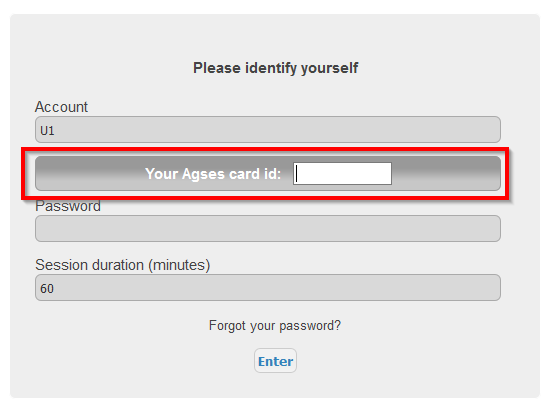 Please identify yourself
Account
U1
Your Agses card id:
Password
Session duration (minutes)
60
Forgot your password?
Enter